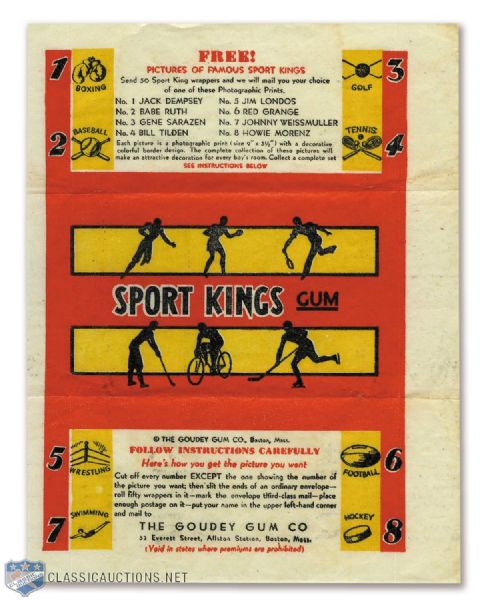 FREE!
PICTURES OF FAMOUS SPORT KINGS
Send 50 Sport King wrappers and we will mail you your choice
of one of these Photographic Prints.
No. 1 JACK DEMPSEY No. 5 JIM LONDOS
No. 2 BABE RUTH No. 6 RED GRANGE
No. 3 GENE SARAZEN No. 7 JOHNNY WEISSMULLER
No. 4 BILL TILDEN No. 8 HOWIE MORENZ
Each picture is a photographic print (size 9" x 3½") with a decorative
colorful border design. The complete collection of these pictures will
make an attractive decoration for every boy's room. Collect a complete set
SEE INSTRUCTIONS BELOW
1
BOXING
2
BASEBALL
3
GOLF
TENNIS
4
SPORT KINGS GUM
© THE GOUDEY GUM CO. Boston, Mass.
FOLLOW INSTRUCTIONS CAREFULLY
Here's how you get the picture you want
Cut off every number EXCEPT the one showing the number of
the picture you want; then slit the ends of an ordinary envelope—
roll fifty wrappers in it—mark the envelope third-class mail—place
enough postage on it—put your name in the upper left-hand corner
and mail to
THE GOUDEY GUM CO
53 Everett Street, Allston Station, Boston, Mass.
(Void in states where premiums are prohibited)
5
WRESTLING
SWIMMING
7
6
FOOTBALL
HOCKEY
8
CLASSICAUCTIONS.NET